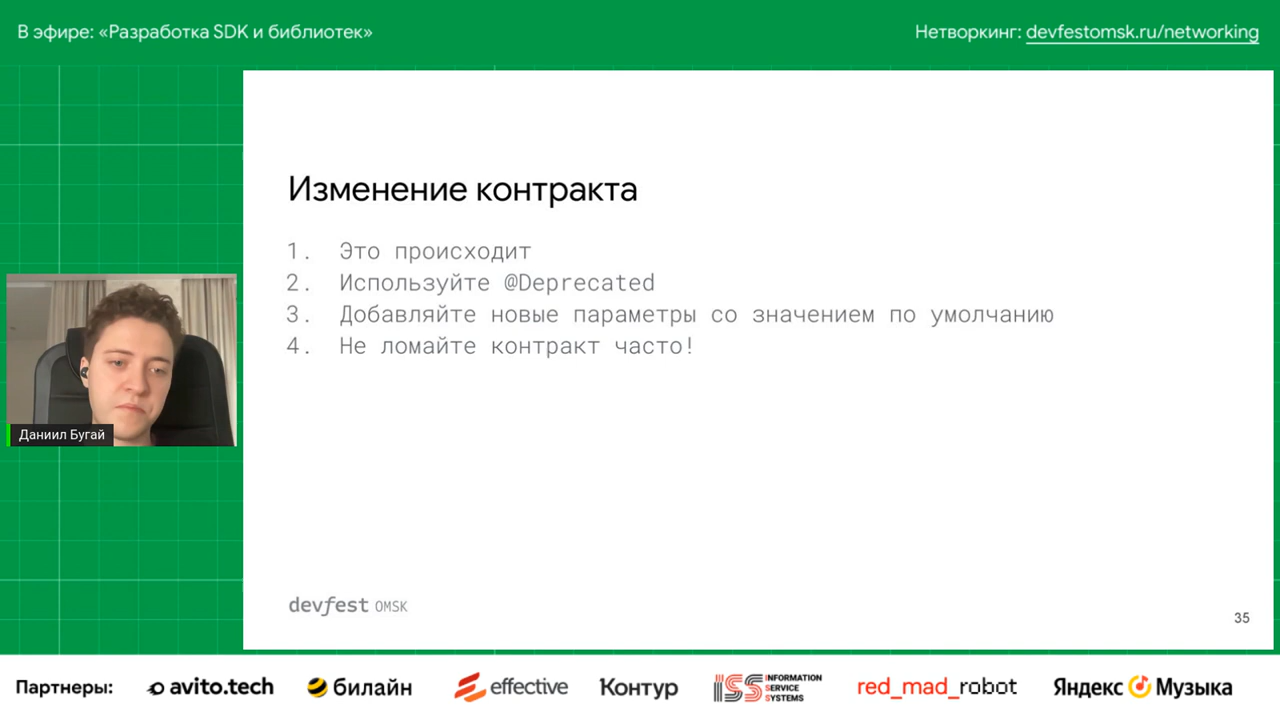 В эфире: «Разработка SDK и библиотек»
Нетворкинг: devfestomsk.ru/networking
Изменение контракта
1. Это происходит
2. Используйте @Deprecated
3. Добавляйте новые параметры со значением по умолчанию
4. Не ломайте контракт часто!
Даниил Бугай
devfest OMSK
35
Партнеры: avito.tech билайн effective Контур ISS INFORMATION SERVICE SYSTEMS red_mad_robot Яндекс Музыка